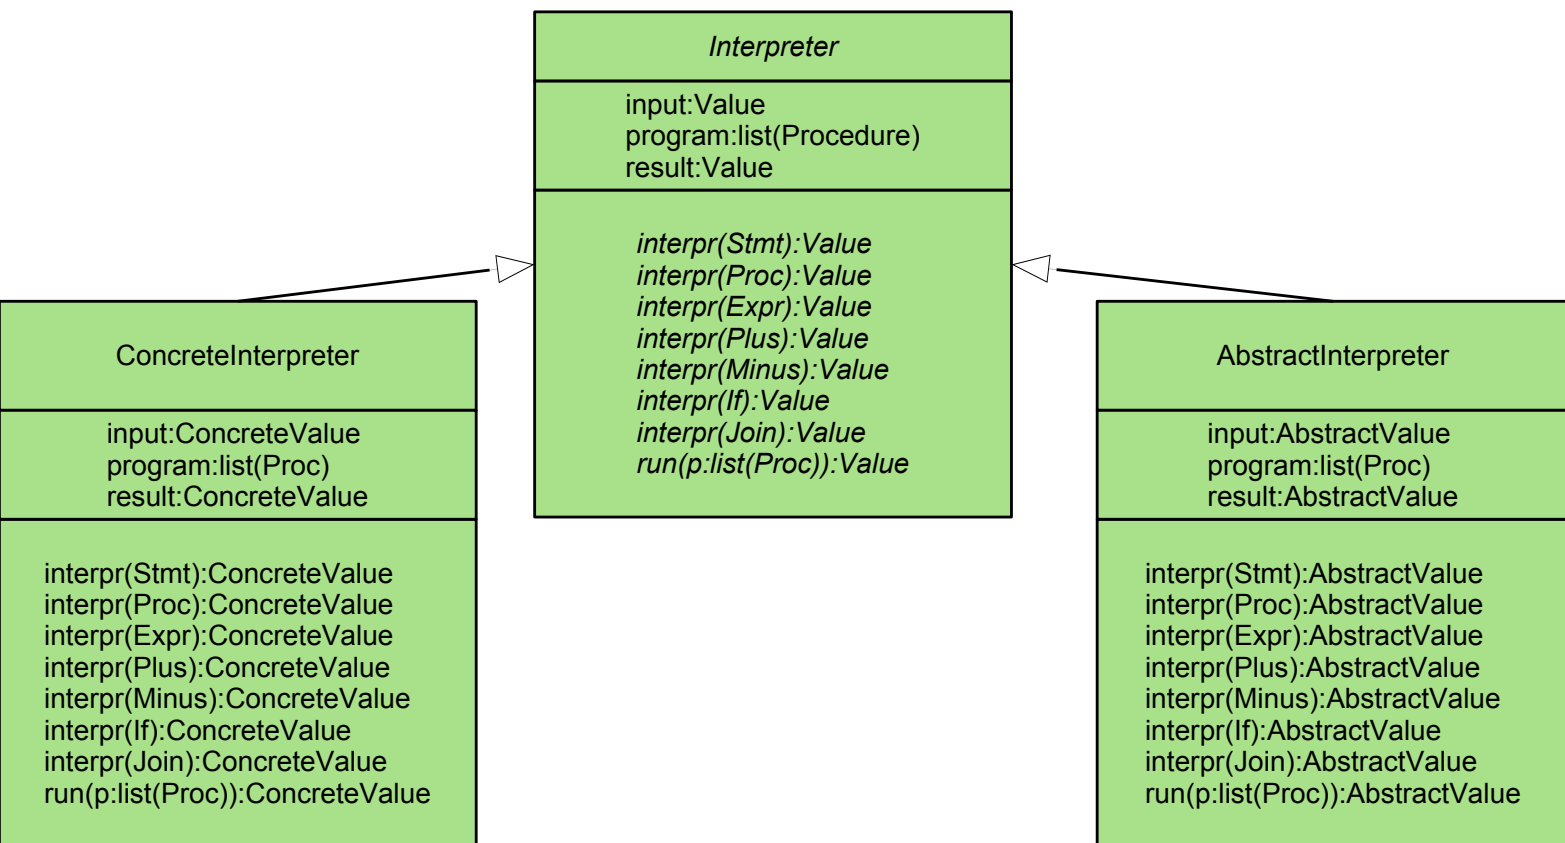 Interpreter
input:Value
program:list(Procedure)
result:Value
interpr(Stmt):Value
interpr(Proc):Value
interpr(Expr):Value
interpr(Plus):Value
interpr(Minus):Value
interpr(If):Value
interpr(Join):Value
run(p:list(Proc)):Value
ConcreteInterpreter
input:ConcreteValue
program:list(Proc)
result:ConcreteValue
interpr(Stmt):ConcreteValue
interpr(Proc):ConcreteValue
interpr(Expr):ConcreteValue
interpr(Plus):ConcreteValue
interpr(Minus):ConcreteValue
interpr(If):ConcreteValue
interpr(Join):ConcreteValue
run(p:list(Proc)):ConcreteValue
AbstractInterpreter
input:AbstractValue
program:list(Proc)
result:AbstractValue
interpr(Stmt):AbstractValue
interpr(Proc):AbstractValue
interpr(Expr):AbstractValue
interpr(Plus):AbstractValue
interpr(Minus):AbstractValue
interpr(If):AbstractValue
interpr(Join):AbstractValue
run(p:list(Proc)):AbstractValue